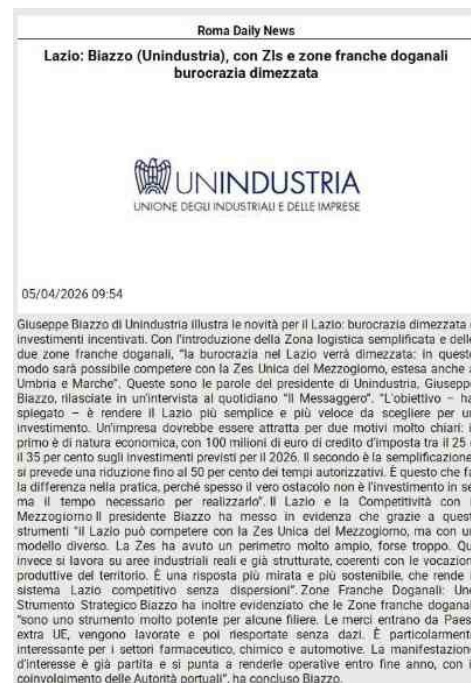 Roma Daily News
Lazio: Biazzo (Unindustria), con ZIs e zone franche doganali
burocrazia dimezzata
UNINDUSTRIA
UNIONE DEGLI INDUSTRIALI E DELLE IMPRESE
05/04/2026 09:54
Giuseppe Biazzo di Unindustria illustra le novità per il Lazio: burocrazia dimezzata
investimenti incentivati. Con l'introduzione della Zona logistica semplificata e delle
due zone franche doganali, "la burocrazia nel Lazio verrà dimezzata: in questo
modo sarà possibile competere con la Zes Unica del Mezzogiorno, estesa anche a
Umbria e Marche". Queste sono le parole del presidente di Unindustria, Giuseppe
Biazzo, rilasciate in un'intervista al quotidiano "Il Messaggero". "L'obiettivo – ha
spiegato – è rendere il Lazio più semplice e più veloce da scegliere per un
investimento. Un'impresa dovrebbe essere attratta per due motivi molto chiari: il
primo è di natura economica, con 100 milioni di euro di credito d'imposta tra il 25 e
il 35 per cento sugli investimenti previsti per il 2026. Il secondo è la semplificazione:
si prevede una riduzione fino al 50 per cento dei tempi autorizzativi. È questo che fa
la differenza nella pratica, perché spesso il vero ostacolo non è l'investimento in sé
ma il tempo necessario per realizzarlo". Il Lazio e la Competitività con il
Mezzogiorno Il presidente Biazzo ha messo in evidenza che grazie a questi
strumenti "il Lazio può competere con la Zes Unica del Mezzogiorno, ma con un
modello diverso. La Zes ha avuto un perimetro molto ampio, forse troppo. Qui
invece si lavora su aree industriali reali e già strutturate, coerenti con le vocazioni
produttive del territorio. È una risposta più mirata e più sostenibile, che rende il
sistema Lazio competitivo senza dispersioni". Zone Franche Doganali: Uno
Strumento Strategico Biazzo ha inoltre evidenziato che le Zone franche doganali
"sono uno strumento molto potente per alcune filiere. Le merci entrano da Paesi
extra UE, vengono lavorate e poi riesportate senza dazi. È particolarmente
interessante per i settori farmaceutico, chimico e automotive. La manifestazione
d'interesse è già partita e si punta a renderle operative entro fine anno, con il
coinvolgimento delle Autorità portuali", ha concluso Biazzo.